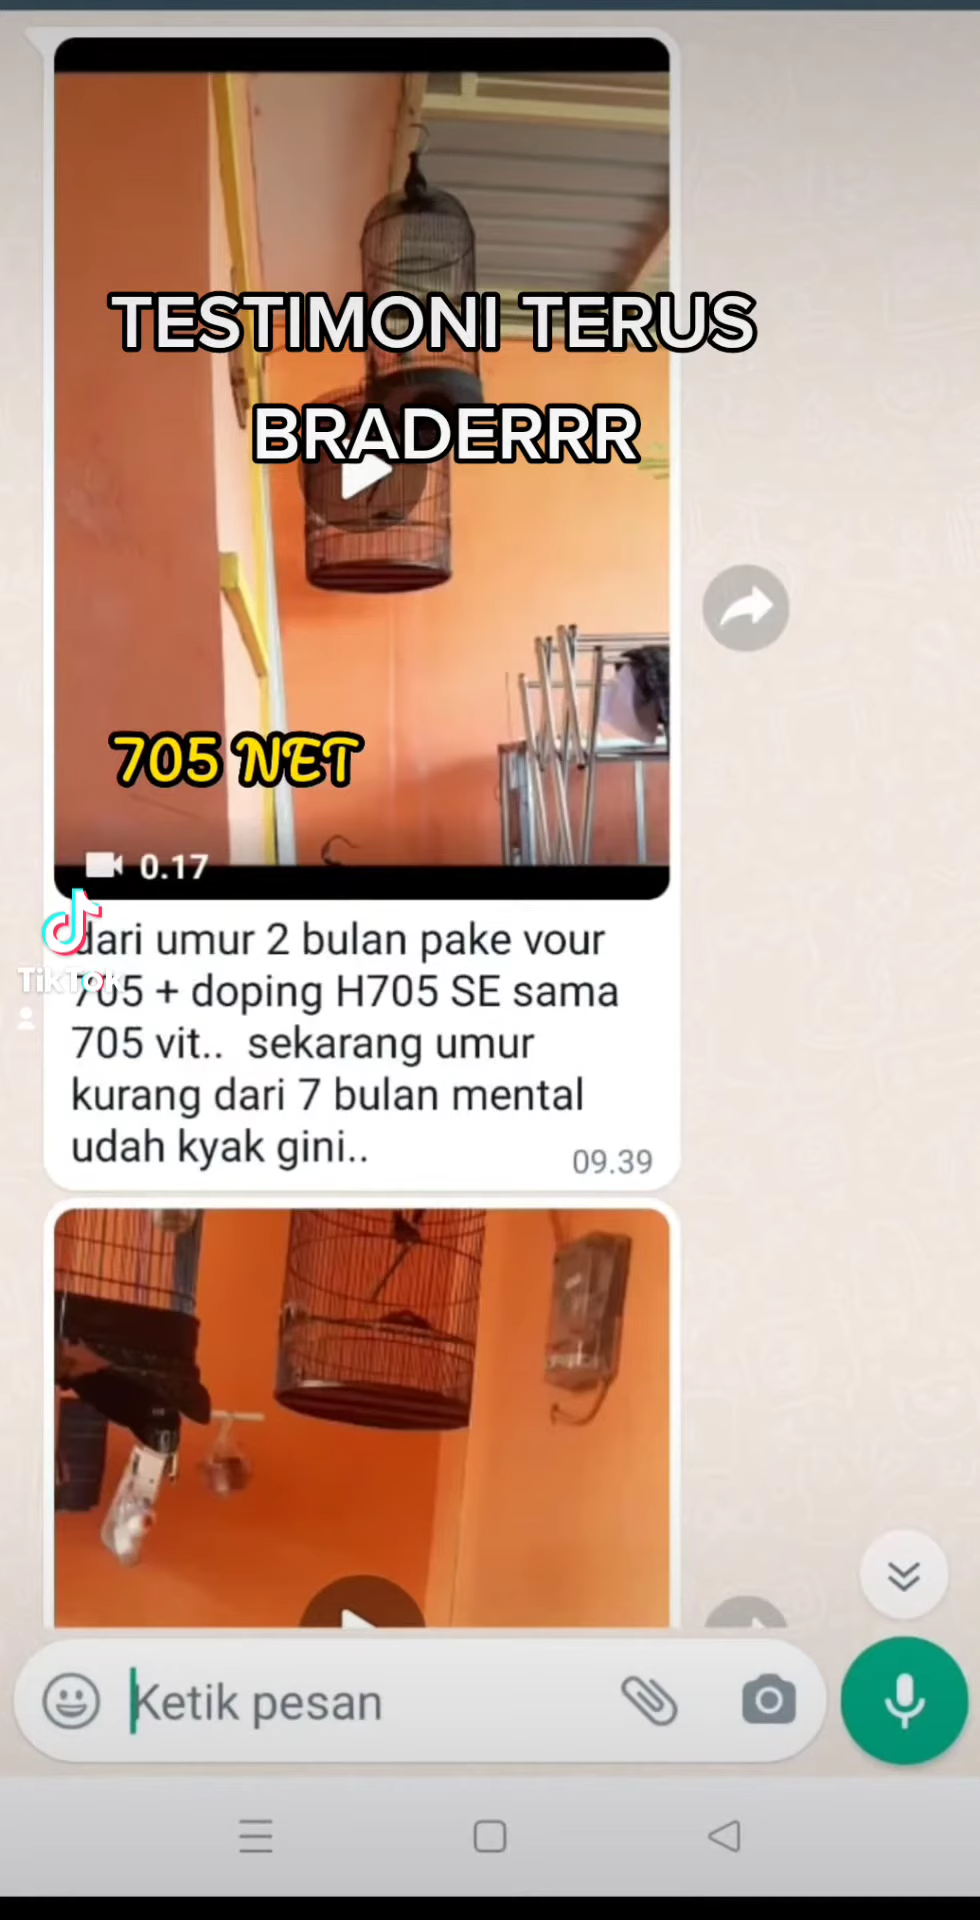 TESTIMONI TERUS
BRADERRR
705 NET
0.17
TikTok
dari umur 2 bulan pake vour
705 + doping H705 SE sama
705 vit.. sekarang umur
kurang dari 7 bulan mental
udah kyak gini..
09.39
Ketik pesan